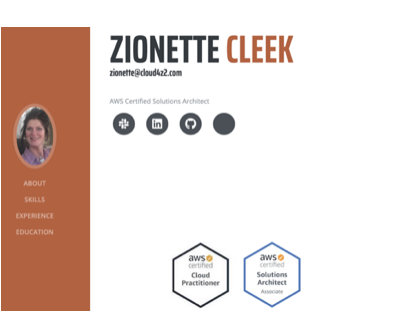 ZIONETTE CLEEK
zionette@cloud4z2.com
AWS Certified Solutions Architect
ABOUT
SKILLS
EXPERIENCE
EDUCATION
aws
certified
Cloud
Practitioner
aws
certified
Solutions
Architect
Associate